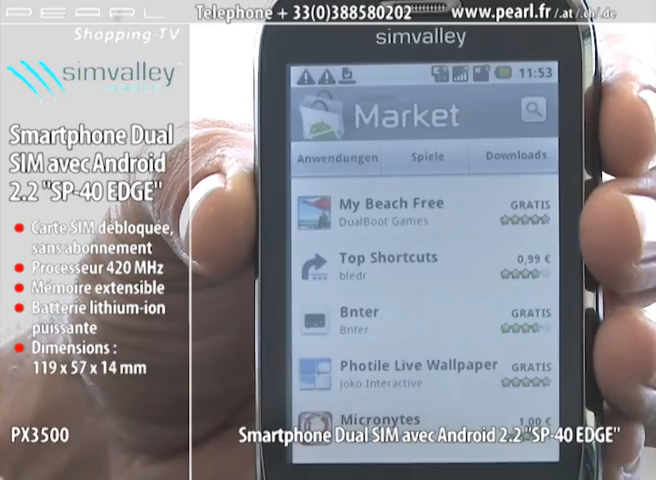 PEARL
Shopping-TV
Telephone + 33(0)388580202
www.pearl.fr/.at/.ch/.de
simvalley
MOBILE
Smartphone Dual
SIM avec Android
2.2 "SP-40 EDGE"
Carte SIM débloquée,
sans abonnement
Processeur 420 MHz
Mémoire extensible
Batterie lithium-ion
puissante
Dimensions :
119 x 57 x 14 mm
PX3500
simvalley
11:53
Market
Anwendungen
Spiele
Downloads
My Beach Free
GRATIS
DualBoot Games
Top Shortcuts
0,99 €
bledr
Bnter
GRATIS
Bnter
Photile Live Wallpaper
GRATIS
Joko Interactive
Micronytes
1,00 €
Smartphone Dual SIM avec Android 2.2 "SP-40 EDGE"